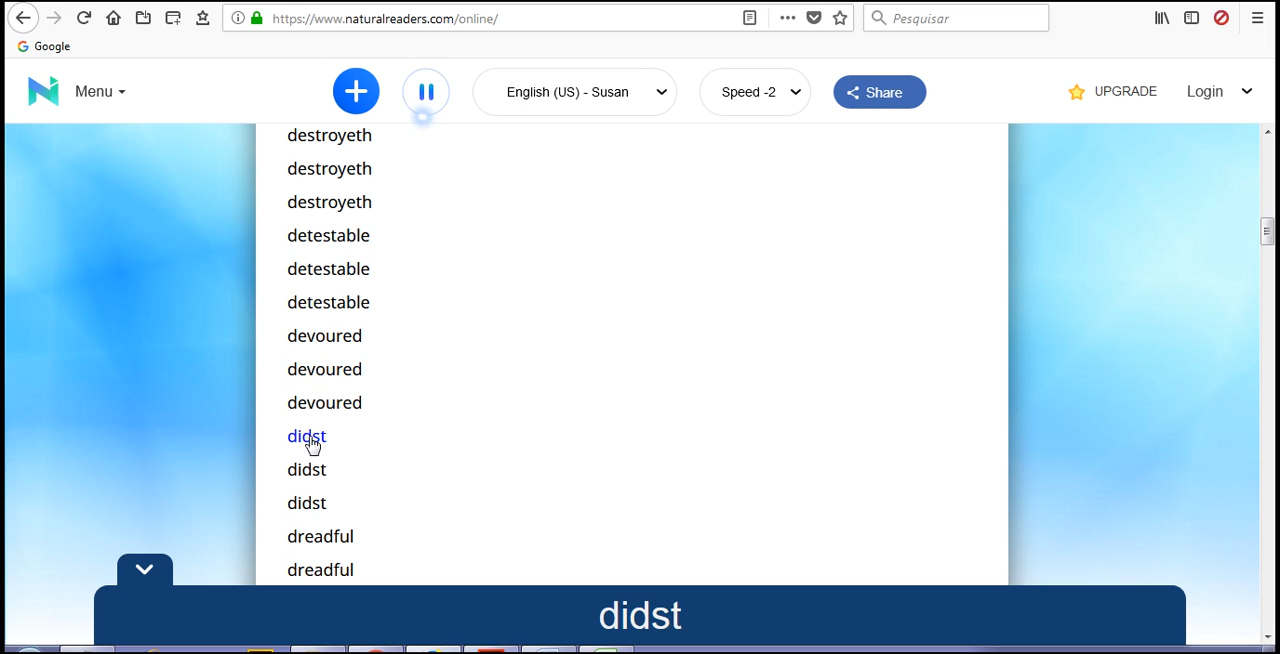 https://www.naturalreaders.com/online/
Pesquisar
Google
Menu
English (US) - Susan
Speed -2
Share
UPGRADE
Login
destroyeth
destroyeth
destroyeth
detestable
detestable
detestable
devoured
devoured
devoured
didst
didst
didst
dreadful
dreadful
didst